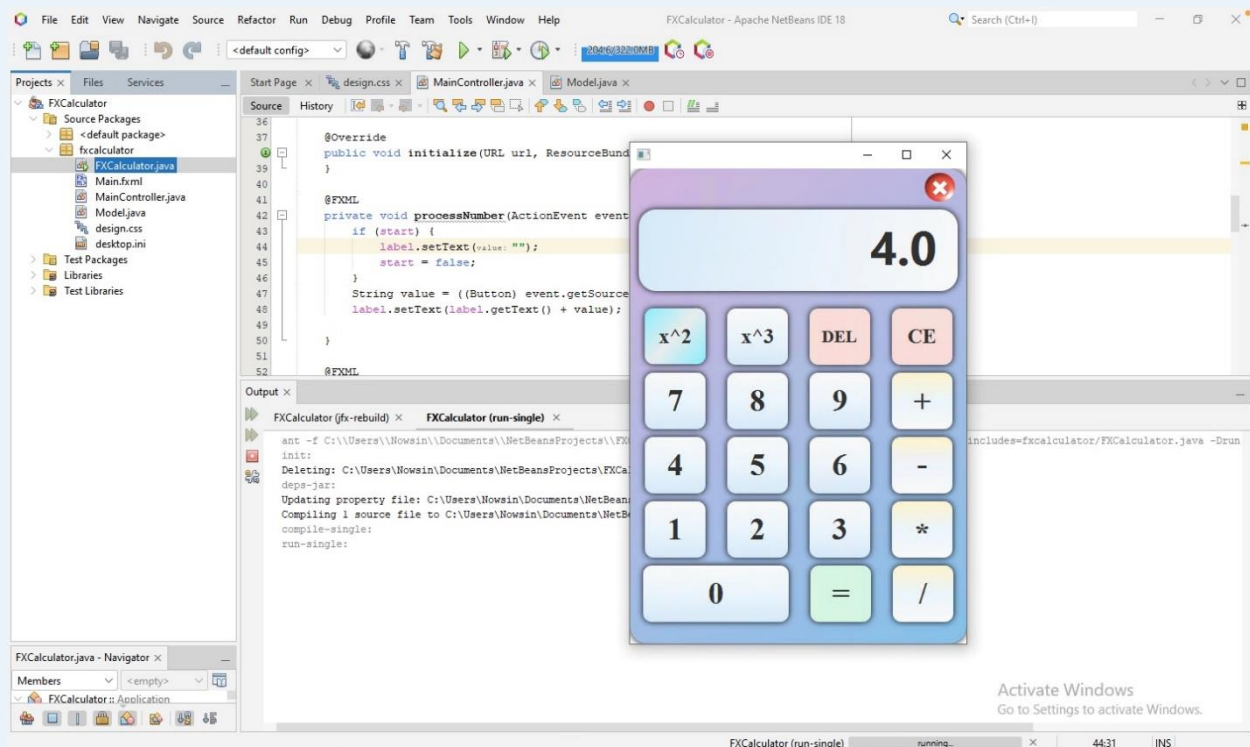 File Edit View Navigate Source Refactor Run Debug Profile Team Tools Window Help
FXCalculator - Apache NetBeans IDE 18
Search (Ctrl+I)
<default config>
204.6/322.0MB
Projects Files Services
FXCalculator
Source Packages
<default package>
fxcalculator
FXCalculator.java
Main.fxml
MainController.java
Model.java
design.css
desktop.ini
Test Packages
Libraries
Test Libraries
Start Page design.css MainController.java Model.java
Source History
36
37 @Override
public void initialize(URL url, ResourceBund
39 }
40
41 @FXML
42 private void processNumber(ActionEvent event
43 if (start) {
44 label.setText(value: "");
45 start = false;
46 }
47 String value = ((Button) event.getSource
48 label.setText(label.getText() + value);
49
50 }
51
52 @FXML
Output
FXCalculator (jfx-rebuild) FXCalculator (run-single)
ant -f C:\\Users\\Nowsin\\Documents\\NetBeansProjects\\FX
includes=fxcalculator/FXCalculator.java -Drun
init:
Deleting: C:\Users\Nowsin\Documents\NetBeansProjects\FXCa
deps-jar:
Updating property file: C:\Users\Nowsin\Documents\NetBean
Compiling 1 source file to C:\Users\Nowsin\Documents\NetB
compile-single:
run-single:
4.0
x^2 x^3 DEL CE
7 8 9 +
4 5 6 -
1 2 3 *
0 = /
FXCalculator.java - Navigator
Members <empty>
FXCalculator :: Application
Activate Windows
Go to Settings to activate Windows.
FXCalculator (run-single) running... 44:31 INS